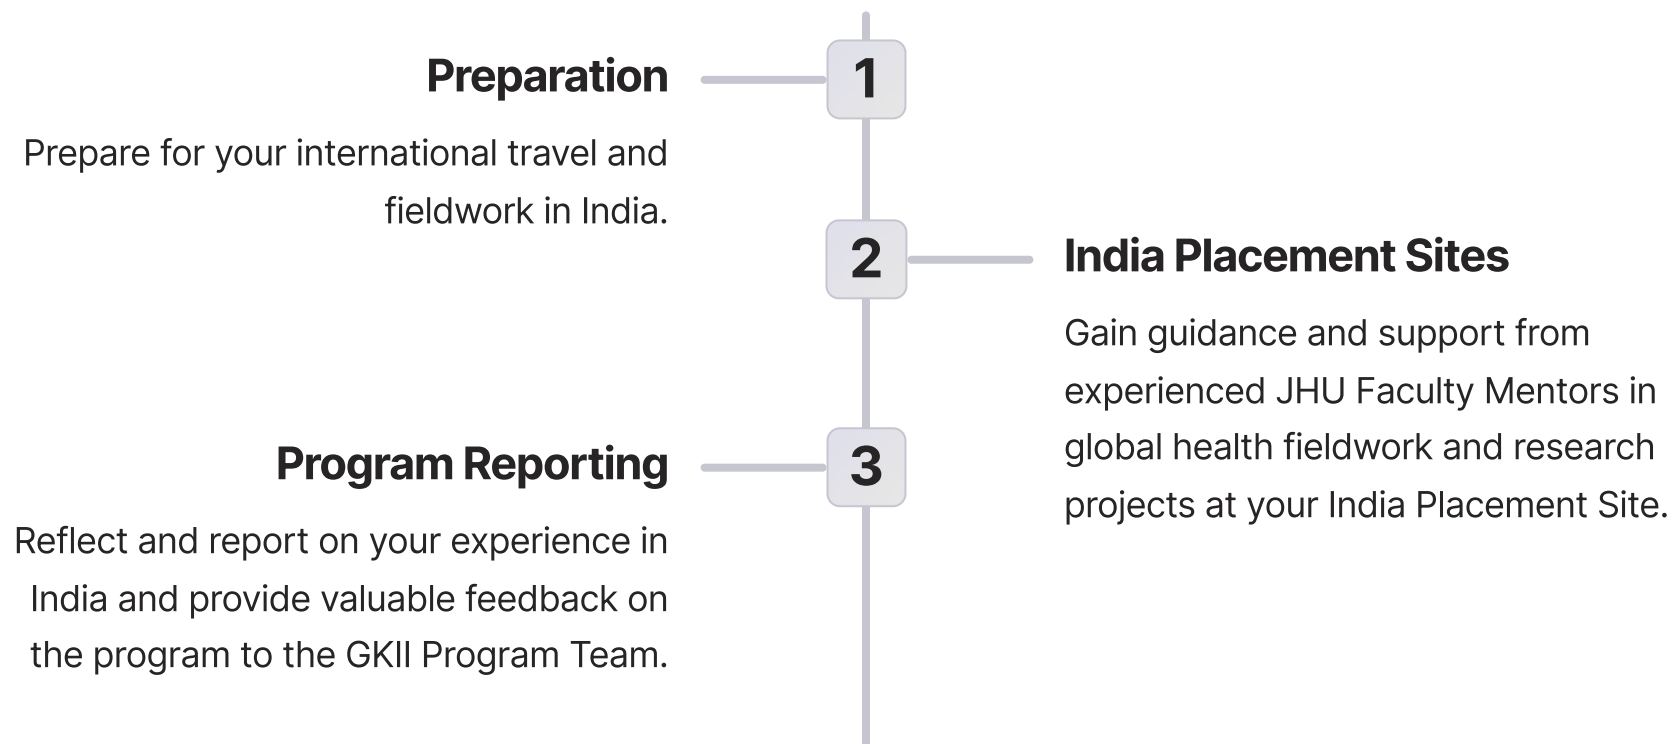 1
Preparation
Prepare for your international travel and
fieldwork in India.
2
India Placement Sites
Gain guidance and support from
experienced JHU Faculty Mentors in
global health fieldwork and research
projects at your India Placement Site.
3
Program Reporting
Reflect and report on your experience in
India and provide valuable feedback on
the program to the GKII Program Team.